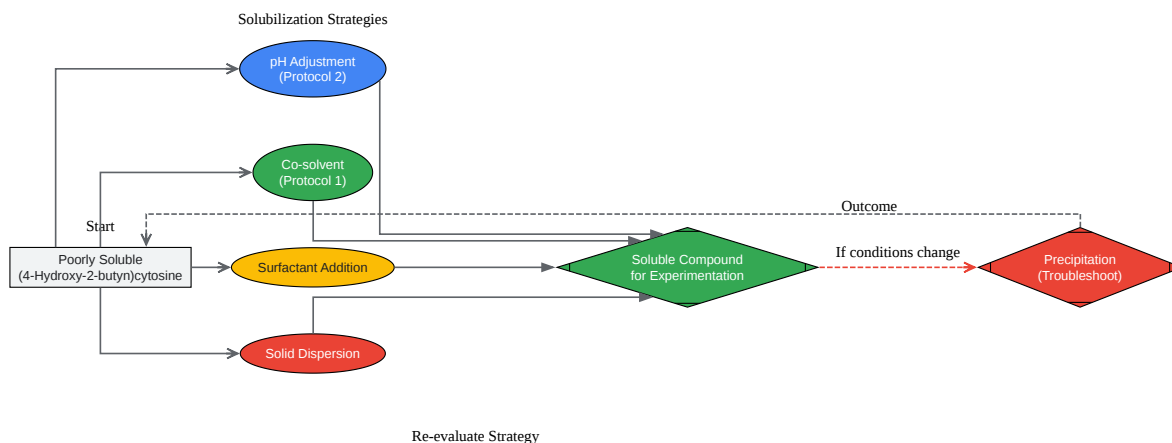 Solubilization Strategies
pH Adjustment
(Protocol 2)
Co-solvent
(Protocol 1)
Start
Outcome
Poorly Soluble
(4-Hydroxy-2-butyn)cytosine
Surfactant Addition
Soluble Compound
for Experimentation
If conditions change
Precipitation
(Troubleshoot)
Solid Dispersion
Re-evaluate Strategy